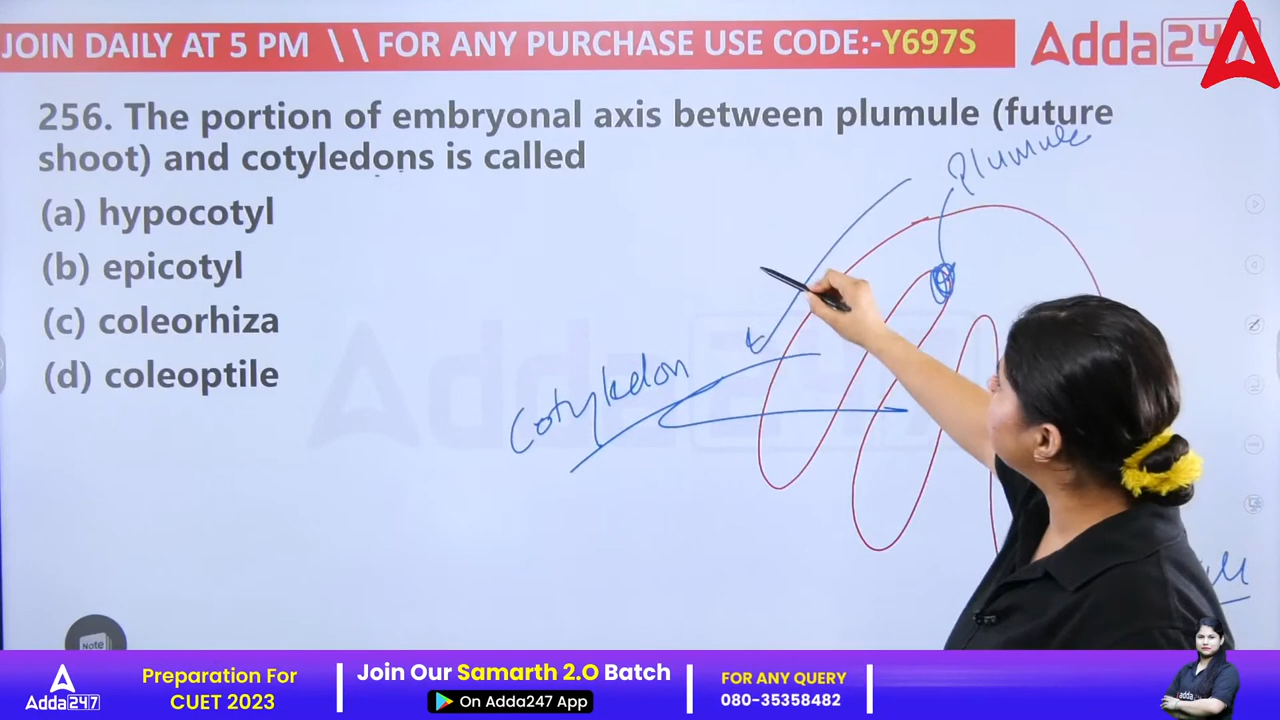 JOIN DAILY AT 5 PM \\ FOR ANY PURCHASE USE CODE:-Y697S
Adda247
256. The portion of embryonal axis between plumule (future
shoot) and cotyledons is called
(a) hypocotyl
(b) epicotyl
(c) coleorhiza
(d) coleoptile
Plumule
Cotyledon
Adda247
Note
Adda247
Preparation For
CUET 2023
Join Our Samarth 2.O Batch
On Adda247 App
FOR ANY QUERY
080-35358482